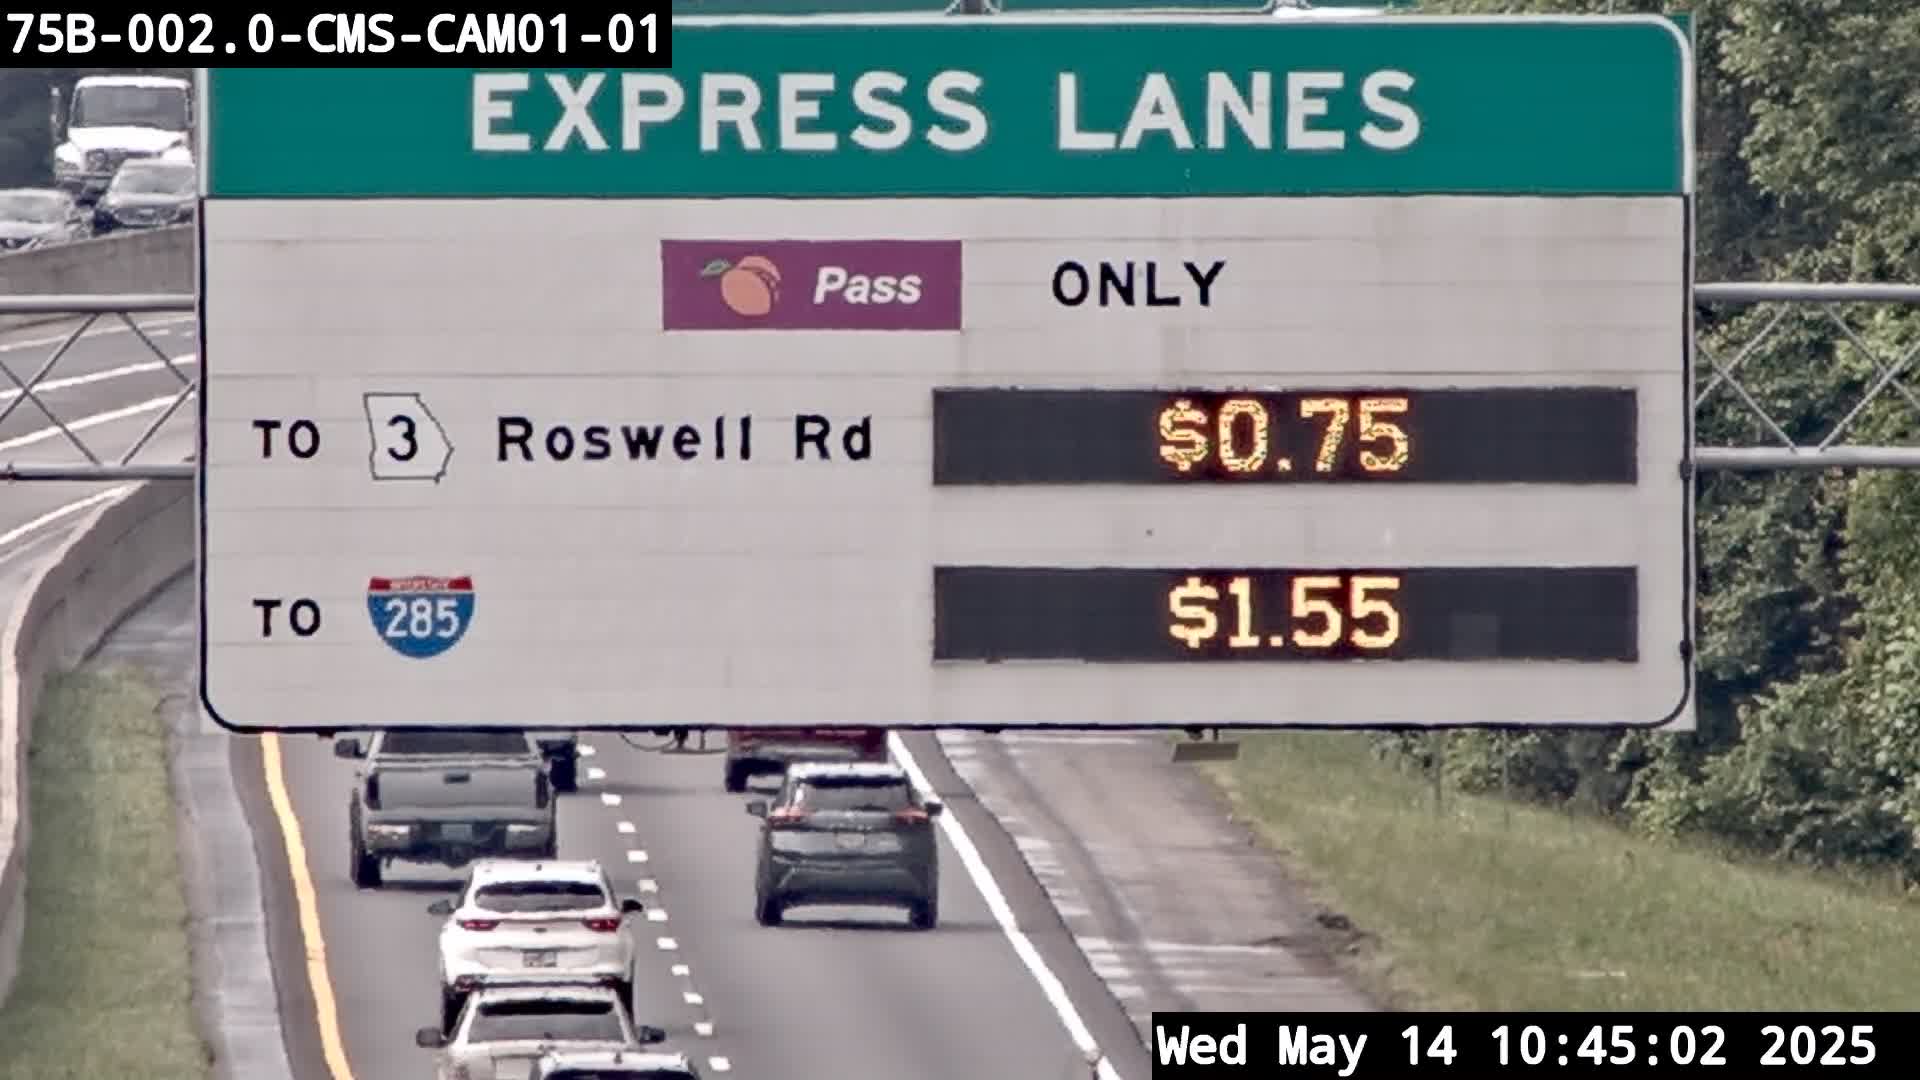 75B-002.0-CMS-CAM01-01
EXPRESS LANES
Pass ONLY
TO 3 Roswell Rd $0.75
TO INTERSTATE 285 $1.55
Wed May 14 10:45:02 2025